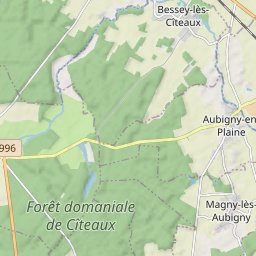 Bessey-lès-
Cîteaux
Aubigny-en-
Plaine
996
Magny-lès-
Aubigny
Forêt domaniale
de Cîteaux